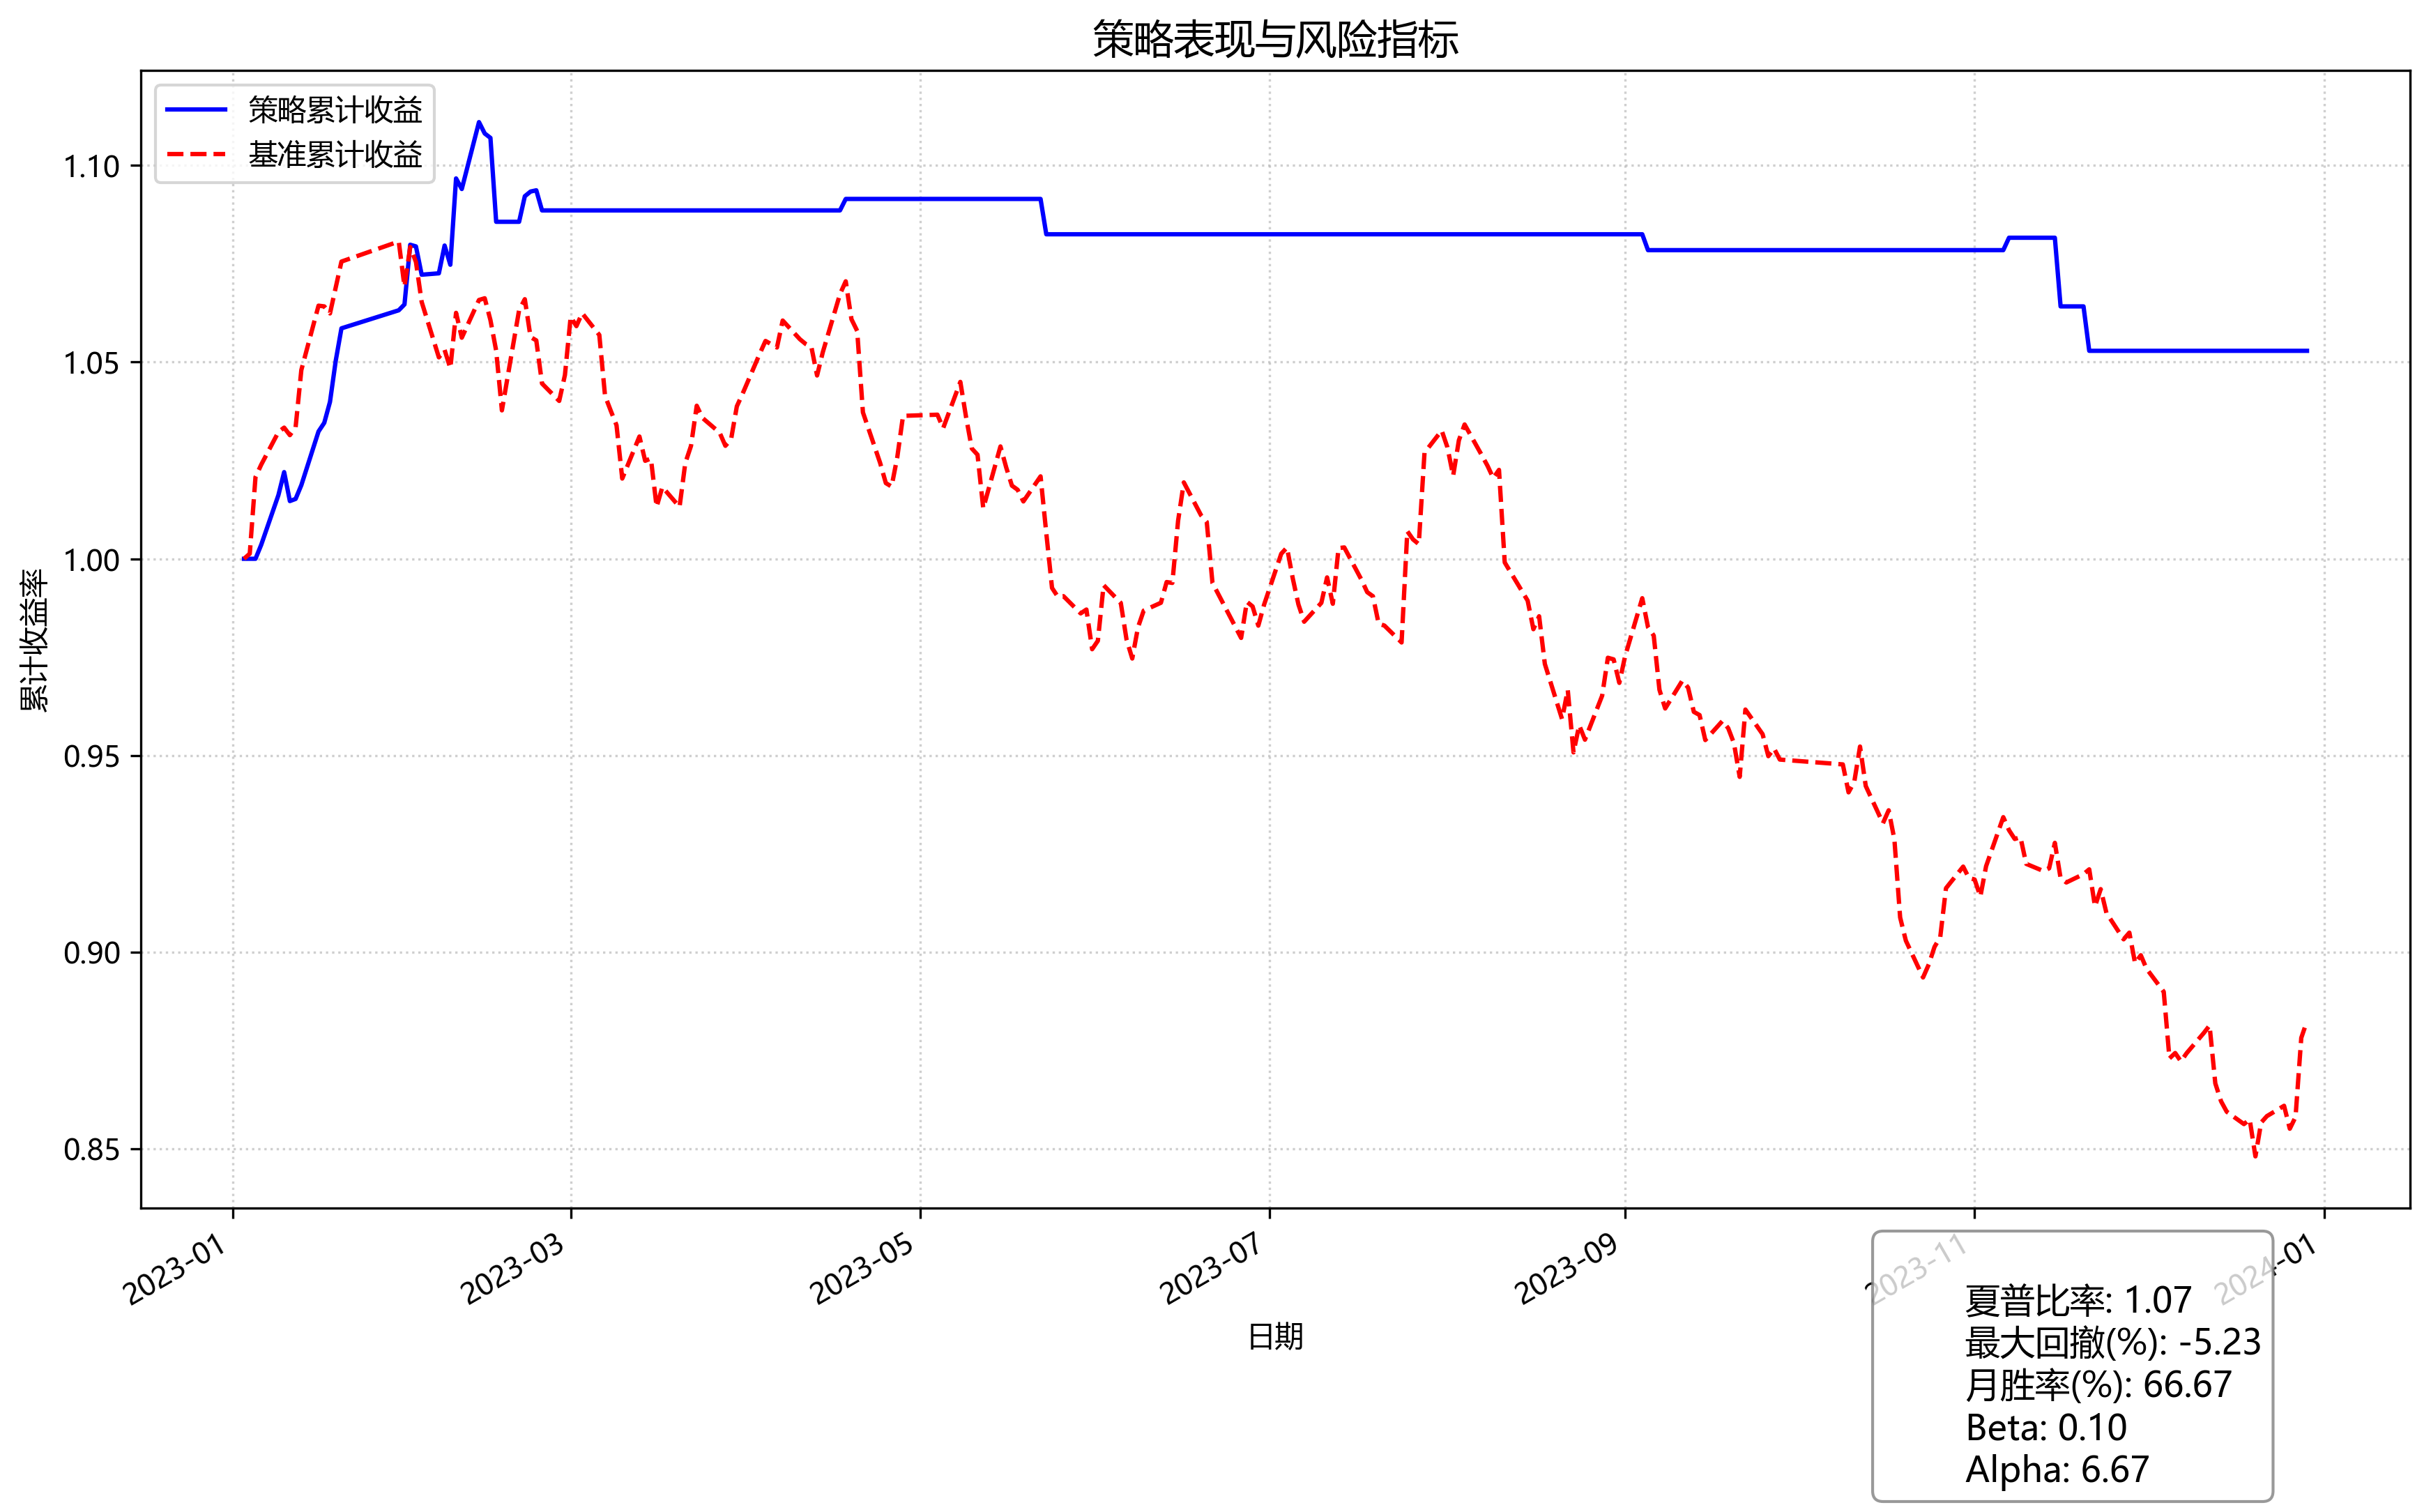 策略表现与风险指标
策略累计收益
基准累计收益
1.10
1.05
1.00
0.95
0.90
0.85
累计收益率
2023-01
2023-03
2023-05
2023-07
2023-09
2023-11
2024-01
日期
夏普比率: 1.07
最大回撤(%): -5.23
月胜率(%): 66.67
Beta: 0.10
Alpha: 6.67